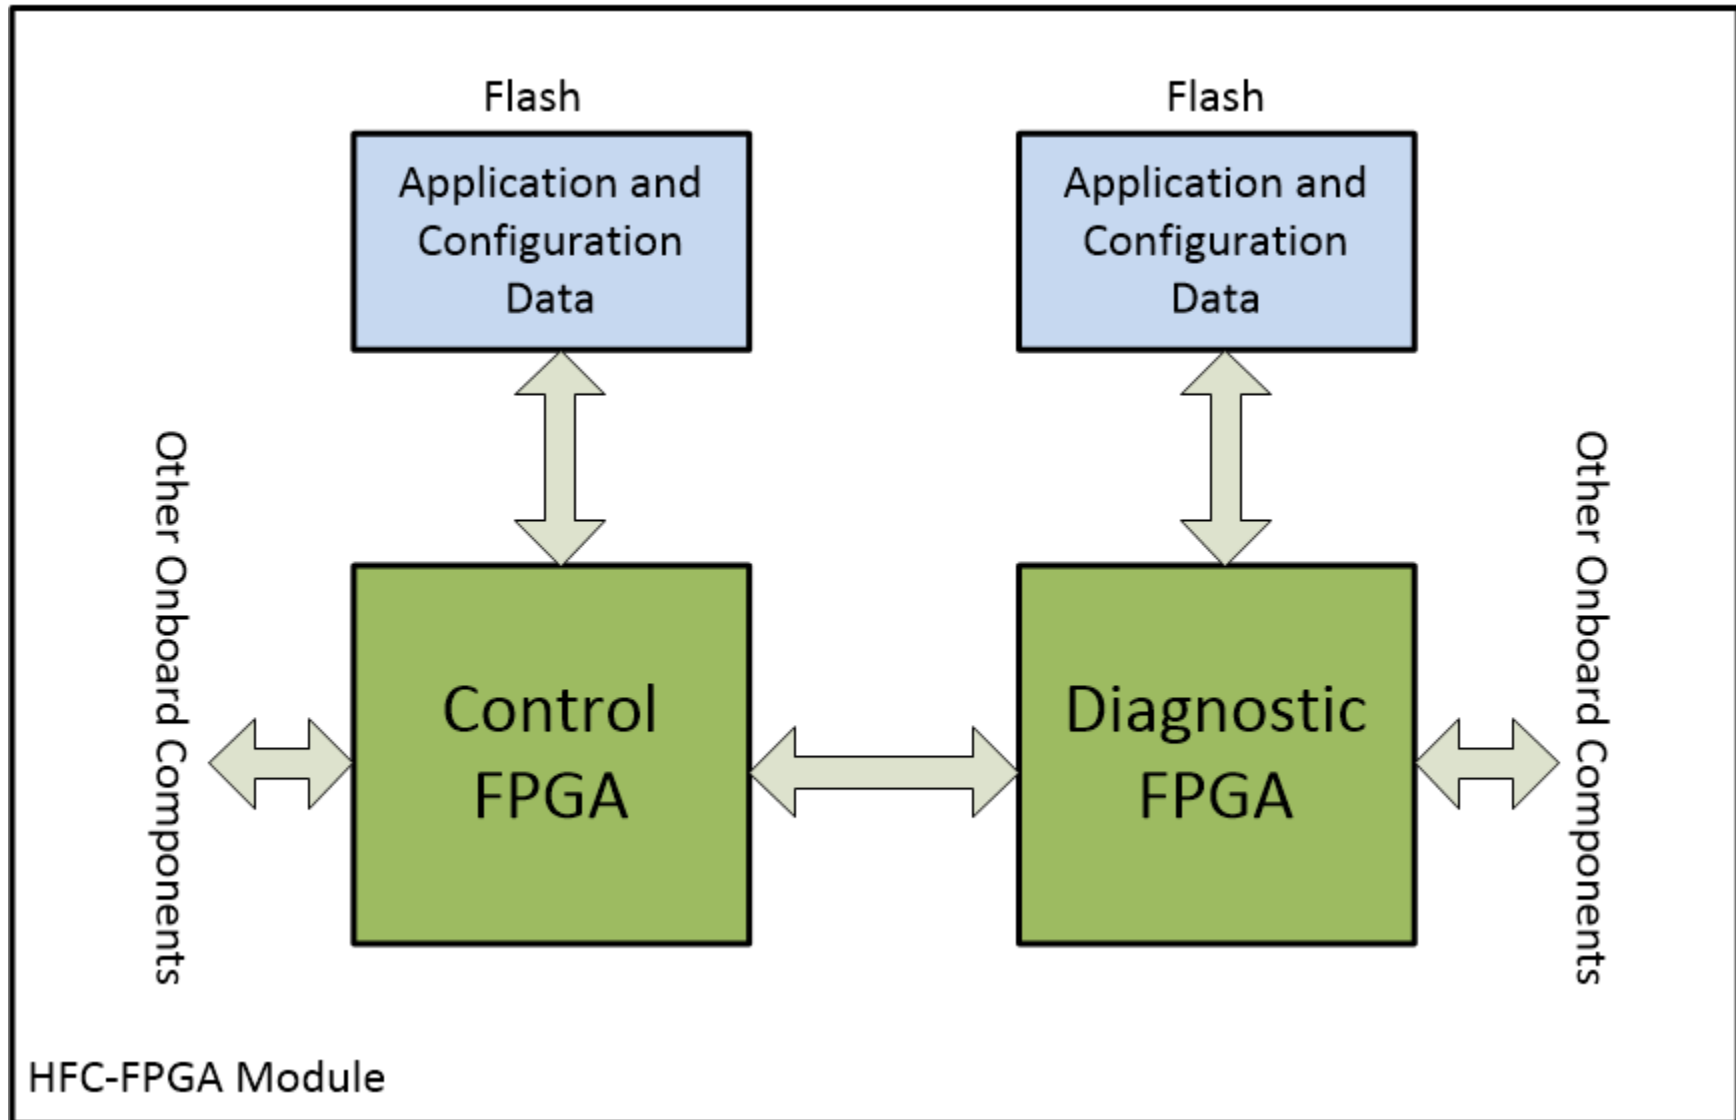 Flash
Application and
Configuration
Data
Flash
Application and
Configuration
Data
Other Onboard Components
Control
FPGA
Diagnostic
FPGA
Other Onboard Components
HFC-FPGA Module